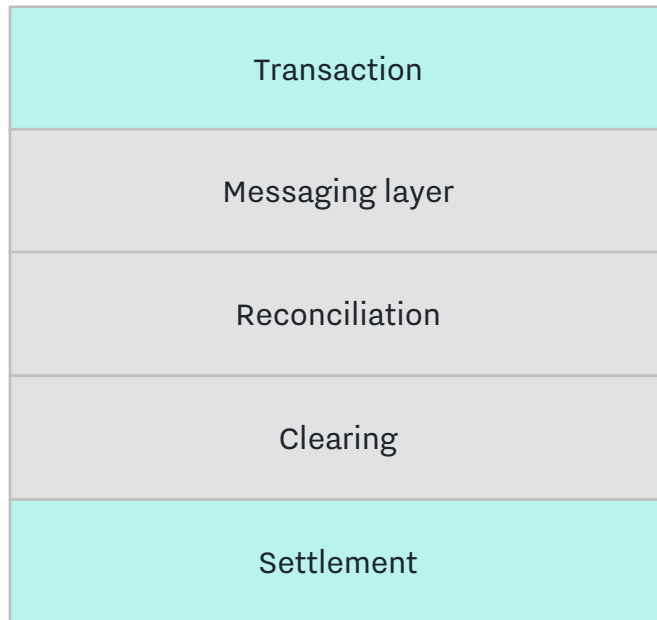 Transaction
Messaging layer
Reconciliation
Clearing
Settlement